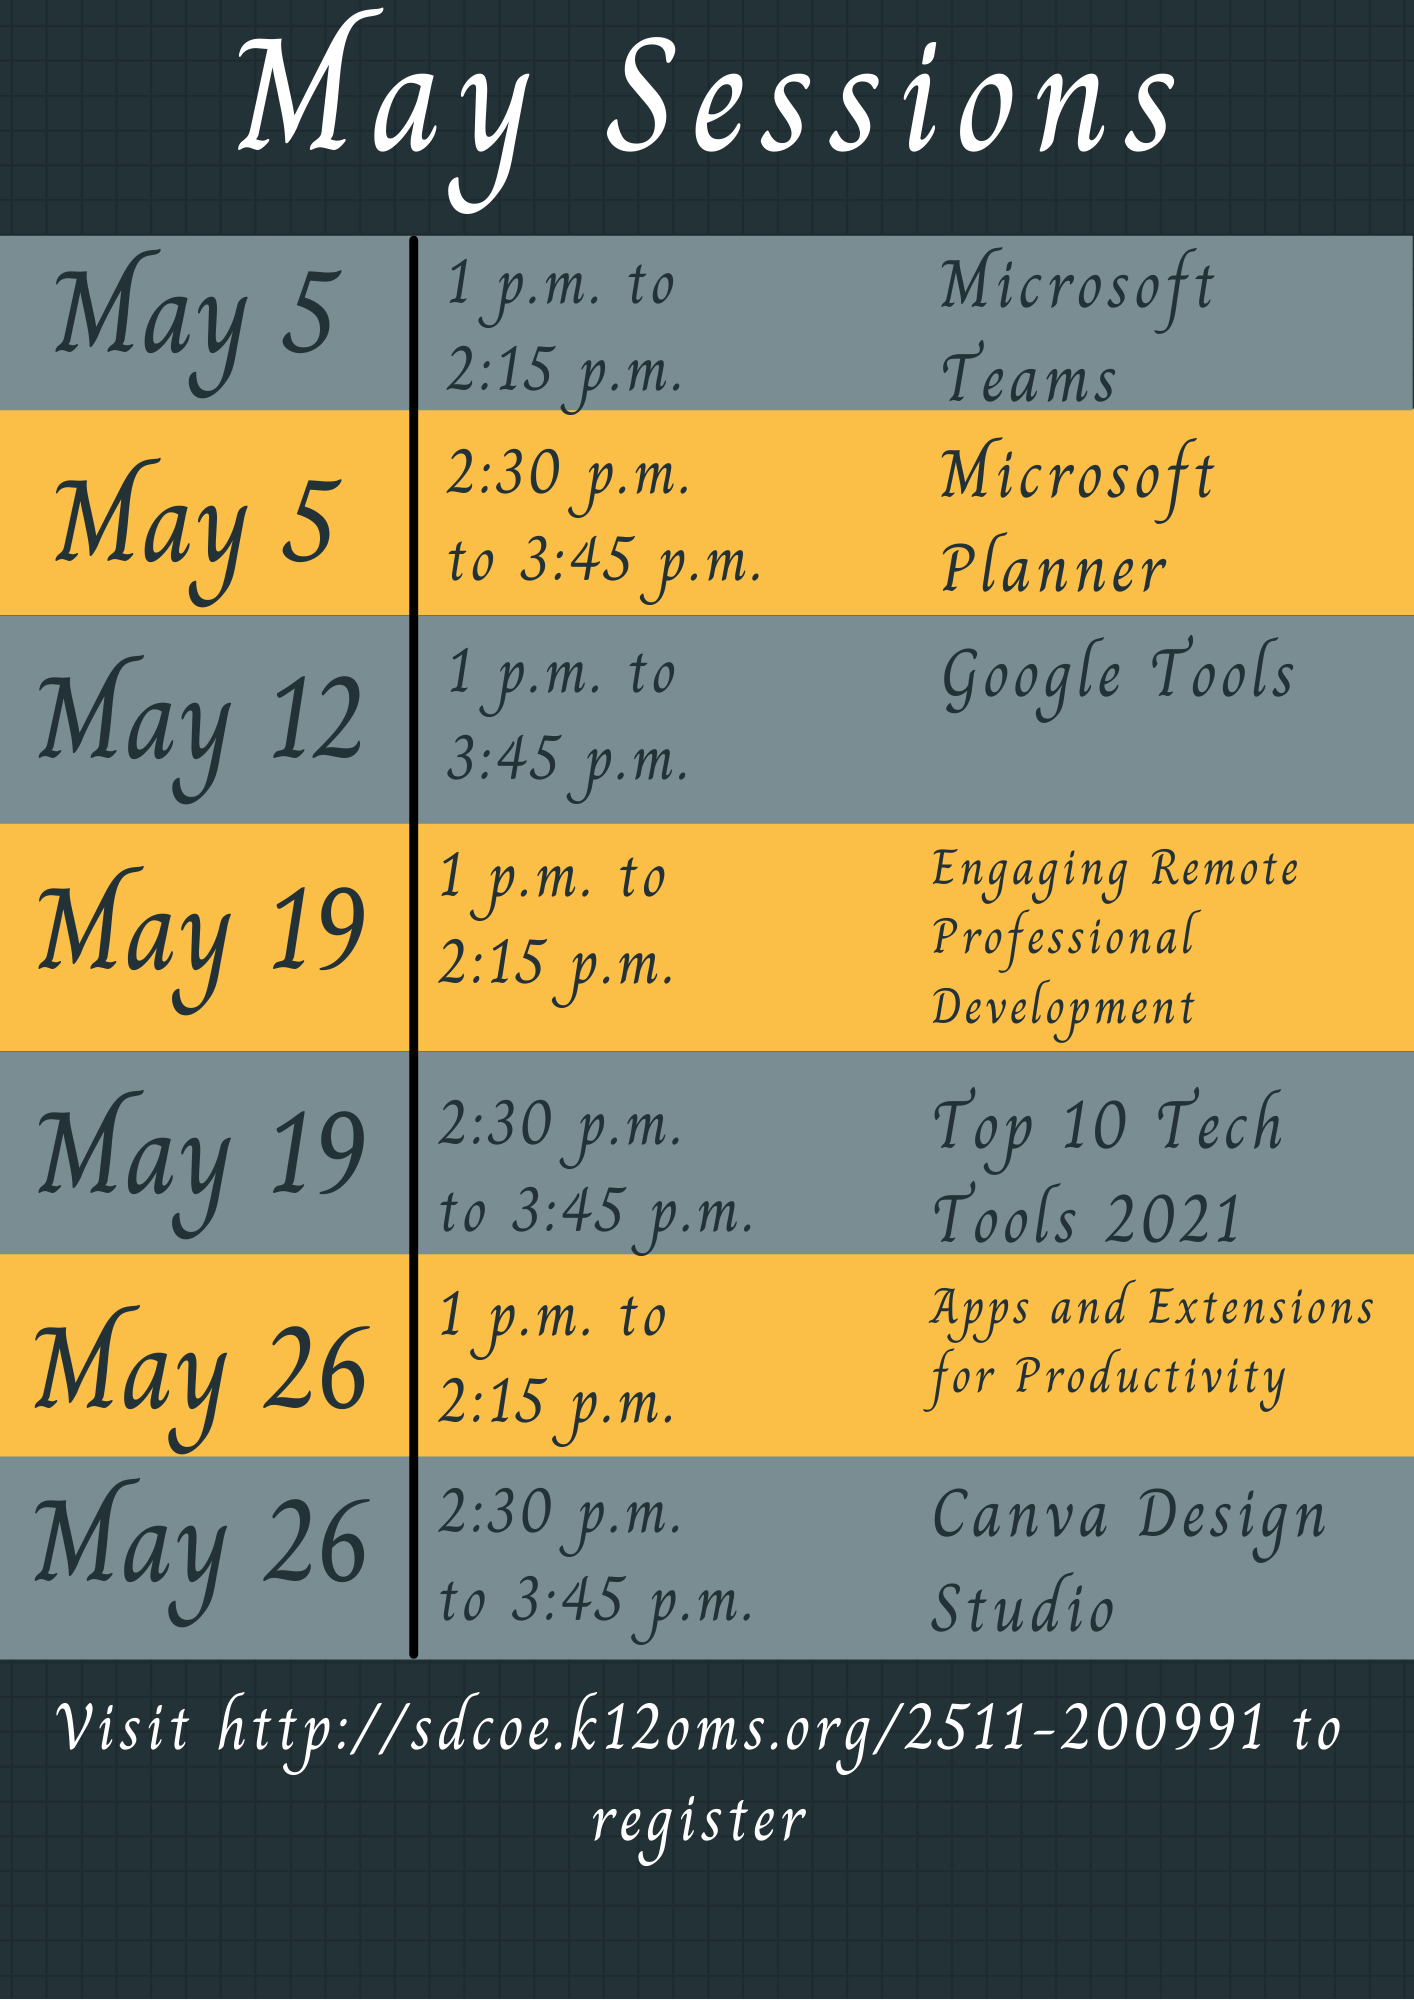 May Sessions
May 5
1 p.m. to
2:15 p.m.
Microsoft
Teams
May 5
2:30 p.m.
to 3:45 p.m.
Microsoft
Planner
May 12
1 p.m. to
3:45 p.m.
Google Tools
May 19
1 p.m. to
2:15 p.m.
Engaging Remote
Professional
Development
May 19
2:30 p.m.
to 3:45 p.m.
Top 10 Tech
Tools 2021
May 26
1 p.m. to
2:15 p.m.
Apps and Extensions
for Productivity
May 26
2:30 p.m.
to 3:45 p.m.
Canva Design
Studio
Visit http://sdcoe.k12oms.org/2511-200991 to
register